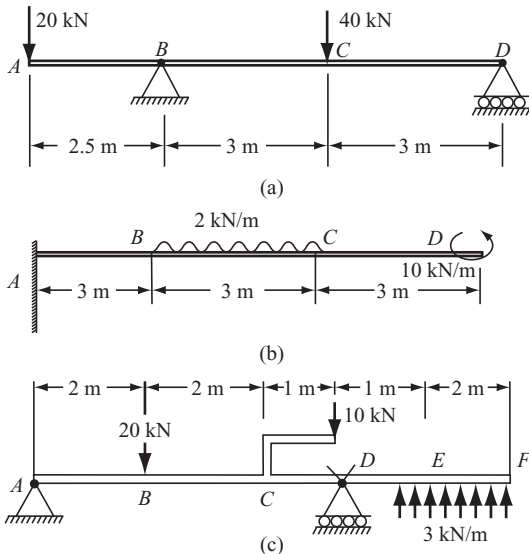 20 kN 40 kN
A B C D
2.5 m 3 m 3 m
(a)
2 kN/m
B C D
A 10 kN/m
3 m 3 m 3 m
(b)
2 m 2 m 1 m 1 m 2 m
20 kN 10 kN
A B C D E F
3 kN/m
(c)